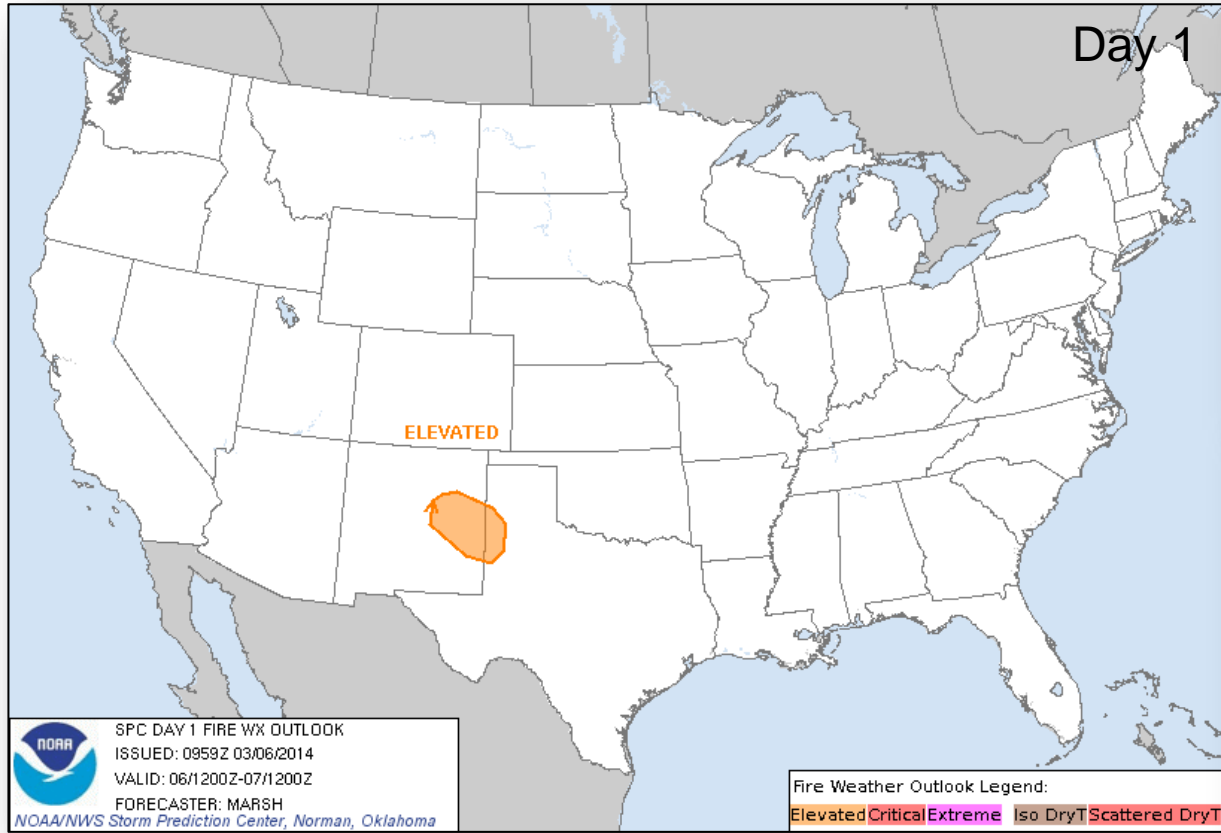 Day 1
ELEVATED
NOAA
SPC DAY 1 FIRE WX OUTLOOK
ISSUED: 0959Z 03/06/2014
VALID: 06/1200Z-07/1200Z
FORECASTER: MARSH
NOAA/NWS Storm Prediction Center, Norman, Oklahoma
Fire Weather Outlook Legend:
Elevated Critical Extreme Iso DryT Scattered DryT